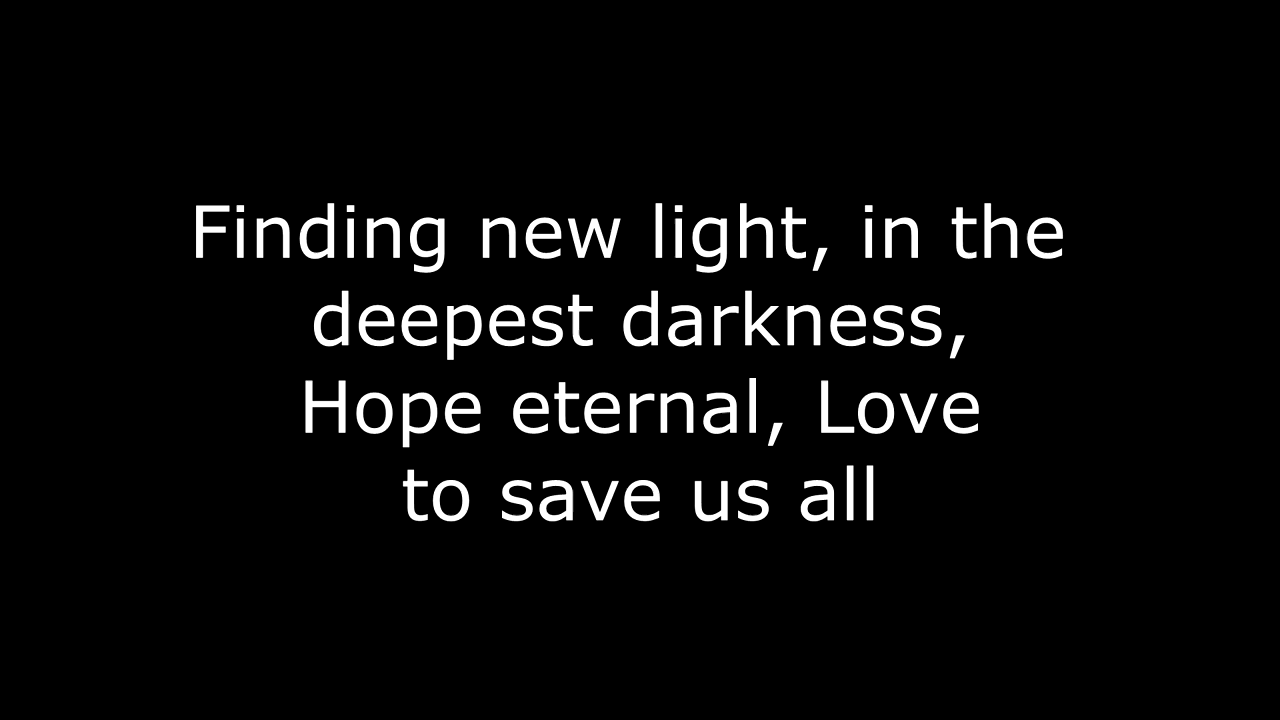 Finding new light, in the
deepest darkness,
Hope eternal, Love
to save us all